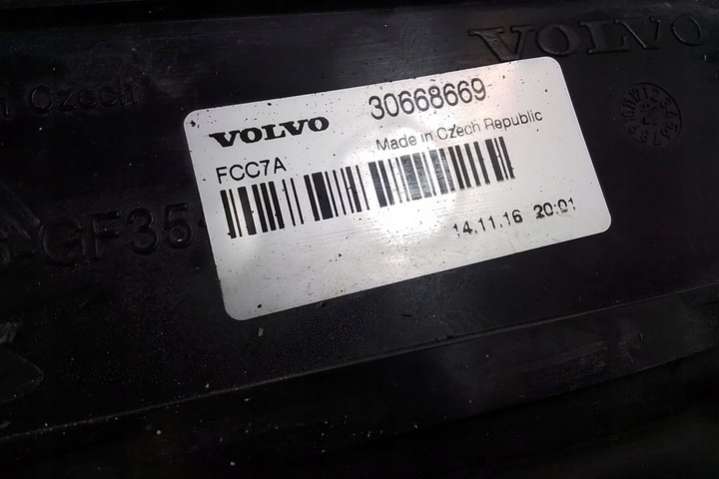 VOLVO
n Czech
VOLVO 30668669
Made in Czech Republic
FCC7A
14.11.16 20:01
GF35